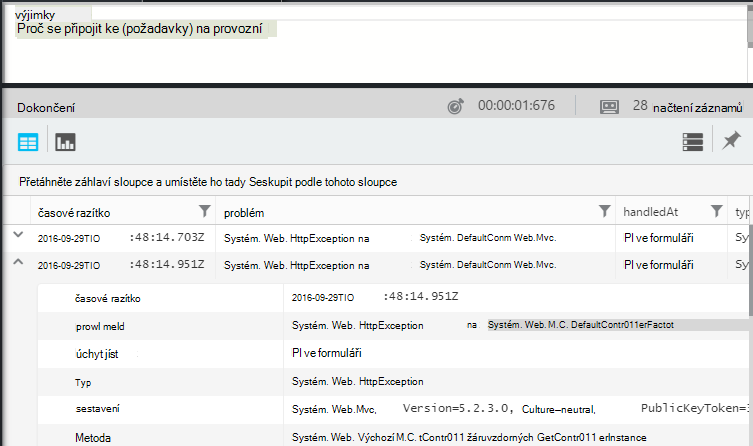 výjimky
Proč se připojit ke (požadavky) na provozní
Dokončení 00:00:01:676 28 načtení záznamů
Přetáhněte záhlaví sloupce a umístěte ho tady Seskupit podle tohoto sloupce
časové razítko problém handledAt typ
2016-09-29TIO :48:14.703Z Systém. Web. HttpException na Systém. DefaultConm Web.Mvc. PI ve formuláři Sy
2016-09-29TIO :48:14.951Z Systém. Web. HttpException na Systém. DefaultConm Web.Mvc. PI ve formuláři Sy
časové razítko 2016-09-29TIO :48:14.951Z
prowl meld Systém. Web. HttpException na Systém. Web. M.C. DefaultContr011erFactot
úchyt jíst PI ve formuláři
Typ Systém. Web. HttpException
sestavení Systém. Web.Mvc, Version=5.2.3.0, Culture—neutral, PublicKeyToken=3
Metoda Systém. Web. Výchozí M.C. tContr011 žáruvzdorných GetContr011 erInstance